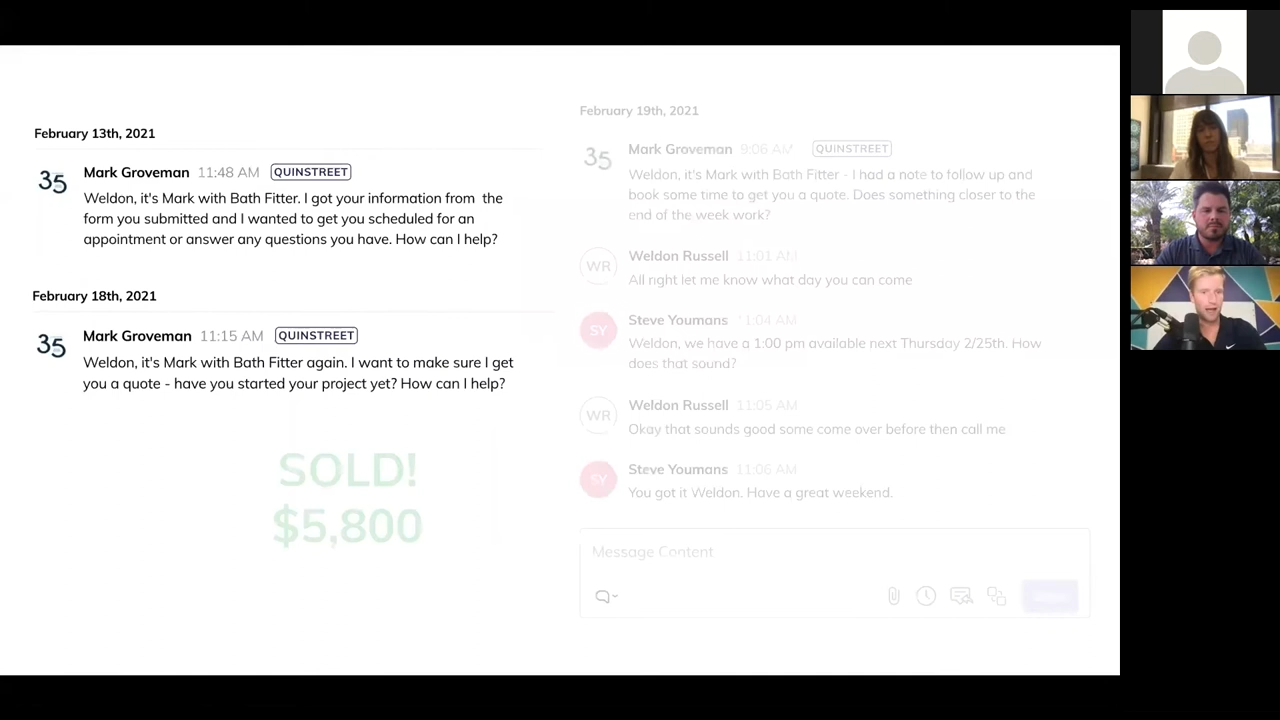 February 13th, 2021
35
Mark Groveman 11:48 AM QUINSTREET
Weldon, it's Mark with Bath Fitter. I got your information from the
form you submitted and I wanted to get you scheduled for an
appointment or answer any questions you have. How can I help?
February 18th, 2021
35
Mark Groveman 11:15 AM QUINSTREET
Weldon, it's Mark with Bath Fitter again. I want to make sure I get
you a quote - have you started your project yet? How can I help?
SOLD!
$5,800
February 19th, 2021
35
Mark Groveman 9:06 AM QUINSTREET
Weldon, it's Mark with Bath Fitter - I had a note to follow up and
book some time to get you a quote. Does something closer to the
end of the week work?
WR
Weldon Russell 11:01 AM
All right let me know what day you can come
SY
Steve Youmans 11:04 AM
Weldon, we have a 1:00 pm available next Thursday 2/25th. How
does that sound?
WR
Weldon Russell 11:05 AM
Okay that sounds good some come over before then call me
SY
Steve Youmans 11:06 AM
You got it Weldon. Have a great weekend.
Message Content